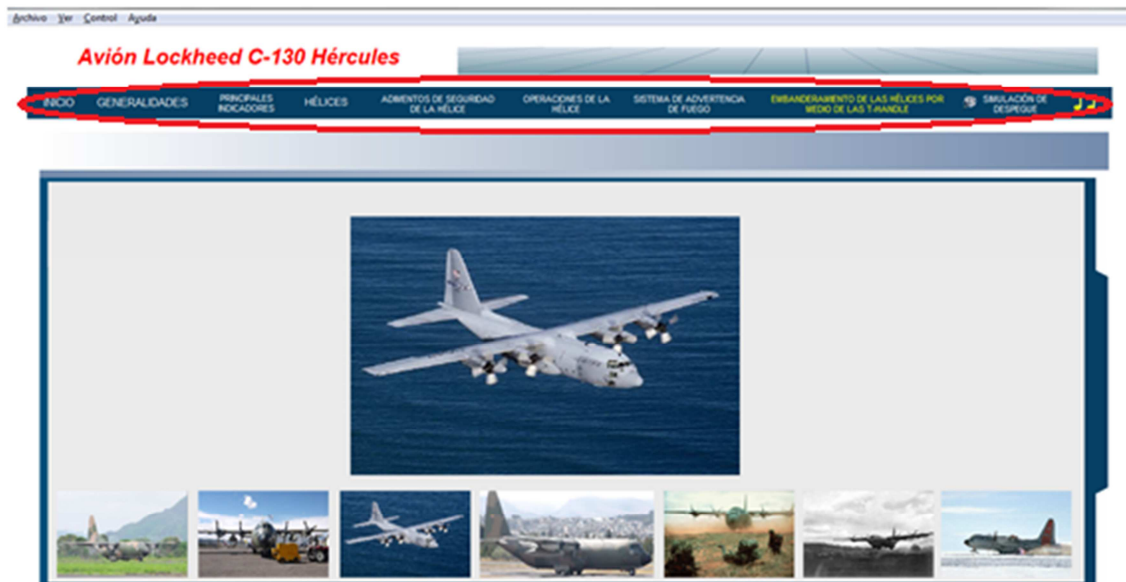 Archivo Ver Control Ayuda
Avión Lockheed C-130 Hércules
INICIO
GENERALIDADES
PRINCIPALES
INDICADORES
HÉLICES
ADIMENTOS DE SEGURIDAD
DE LA HÉLICE
OPERACIONES DE LA
HÉLICE
SISTEMA DE ADVERTENCIA
DE FUEGO
EMBANDERAMIENTO DE LAS HÉLICES POR
MEDIO DE LAS T-HANDLE
SIMULACIÓN DE
DESPEGUE